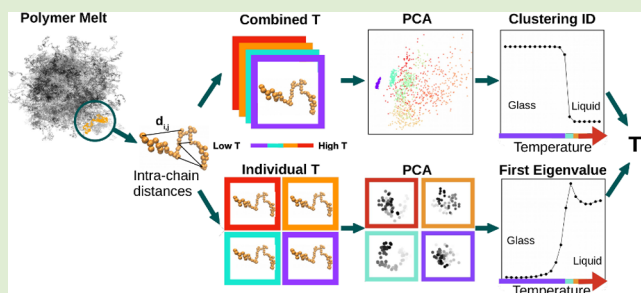 Polymer Melt
Combined T
PCA
Clustering ID
d i,j
Glass
Liquid
Low T
High T
Temperature
Intra-chain
distances
Individual T
PCA
First Eigenvalue
T
Glass
Liquid
Temperature